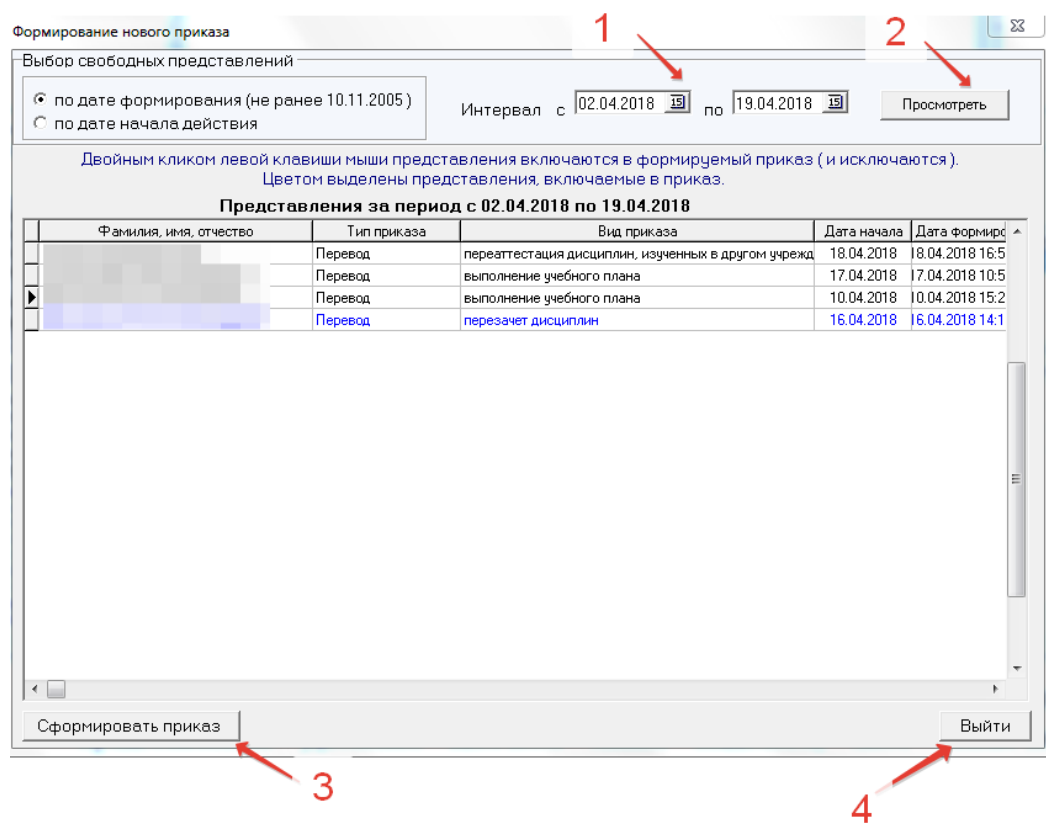 Формирование нового приказа
1
2
Выбор свободных представлений
по дате формирования (не ранее 10.11.2005 )
по дате начала действия
Интервал с 02.04.2018 15 по 19.04.2018 15
Просмотреть
Двойным кликом левой клавиши мыши представления включаются в формируемый приказ ( и исключаются ).
Цветом выделены представления, включаемые в приказ.
Представления за период с 02.04.2018 по 19.04.2018
Фамилия, имя, отчество Тип приказа Вид приказа Дата начала Дата формирс
Перевод переаттестация дисциплин, изученных в другом учрежд 18.04.2018 18.04.2018 16:5
Перевод выполнение учебного плана 17.04.2018 17.04.2018 10:5
Перевод выполнение учебного плана 10.04.2018 10.04.2018 15:2
Перевод перезачет дисциплин 16.04.2018 16.04.2018 14:1
Сформировать приказ
Выйти
3
4